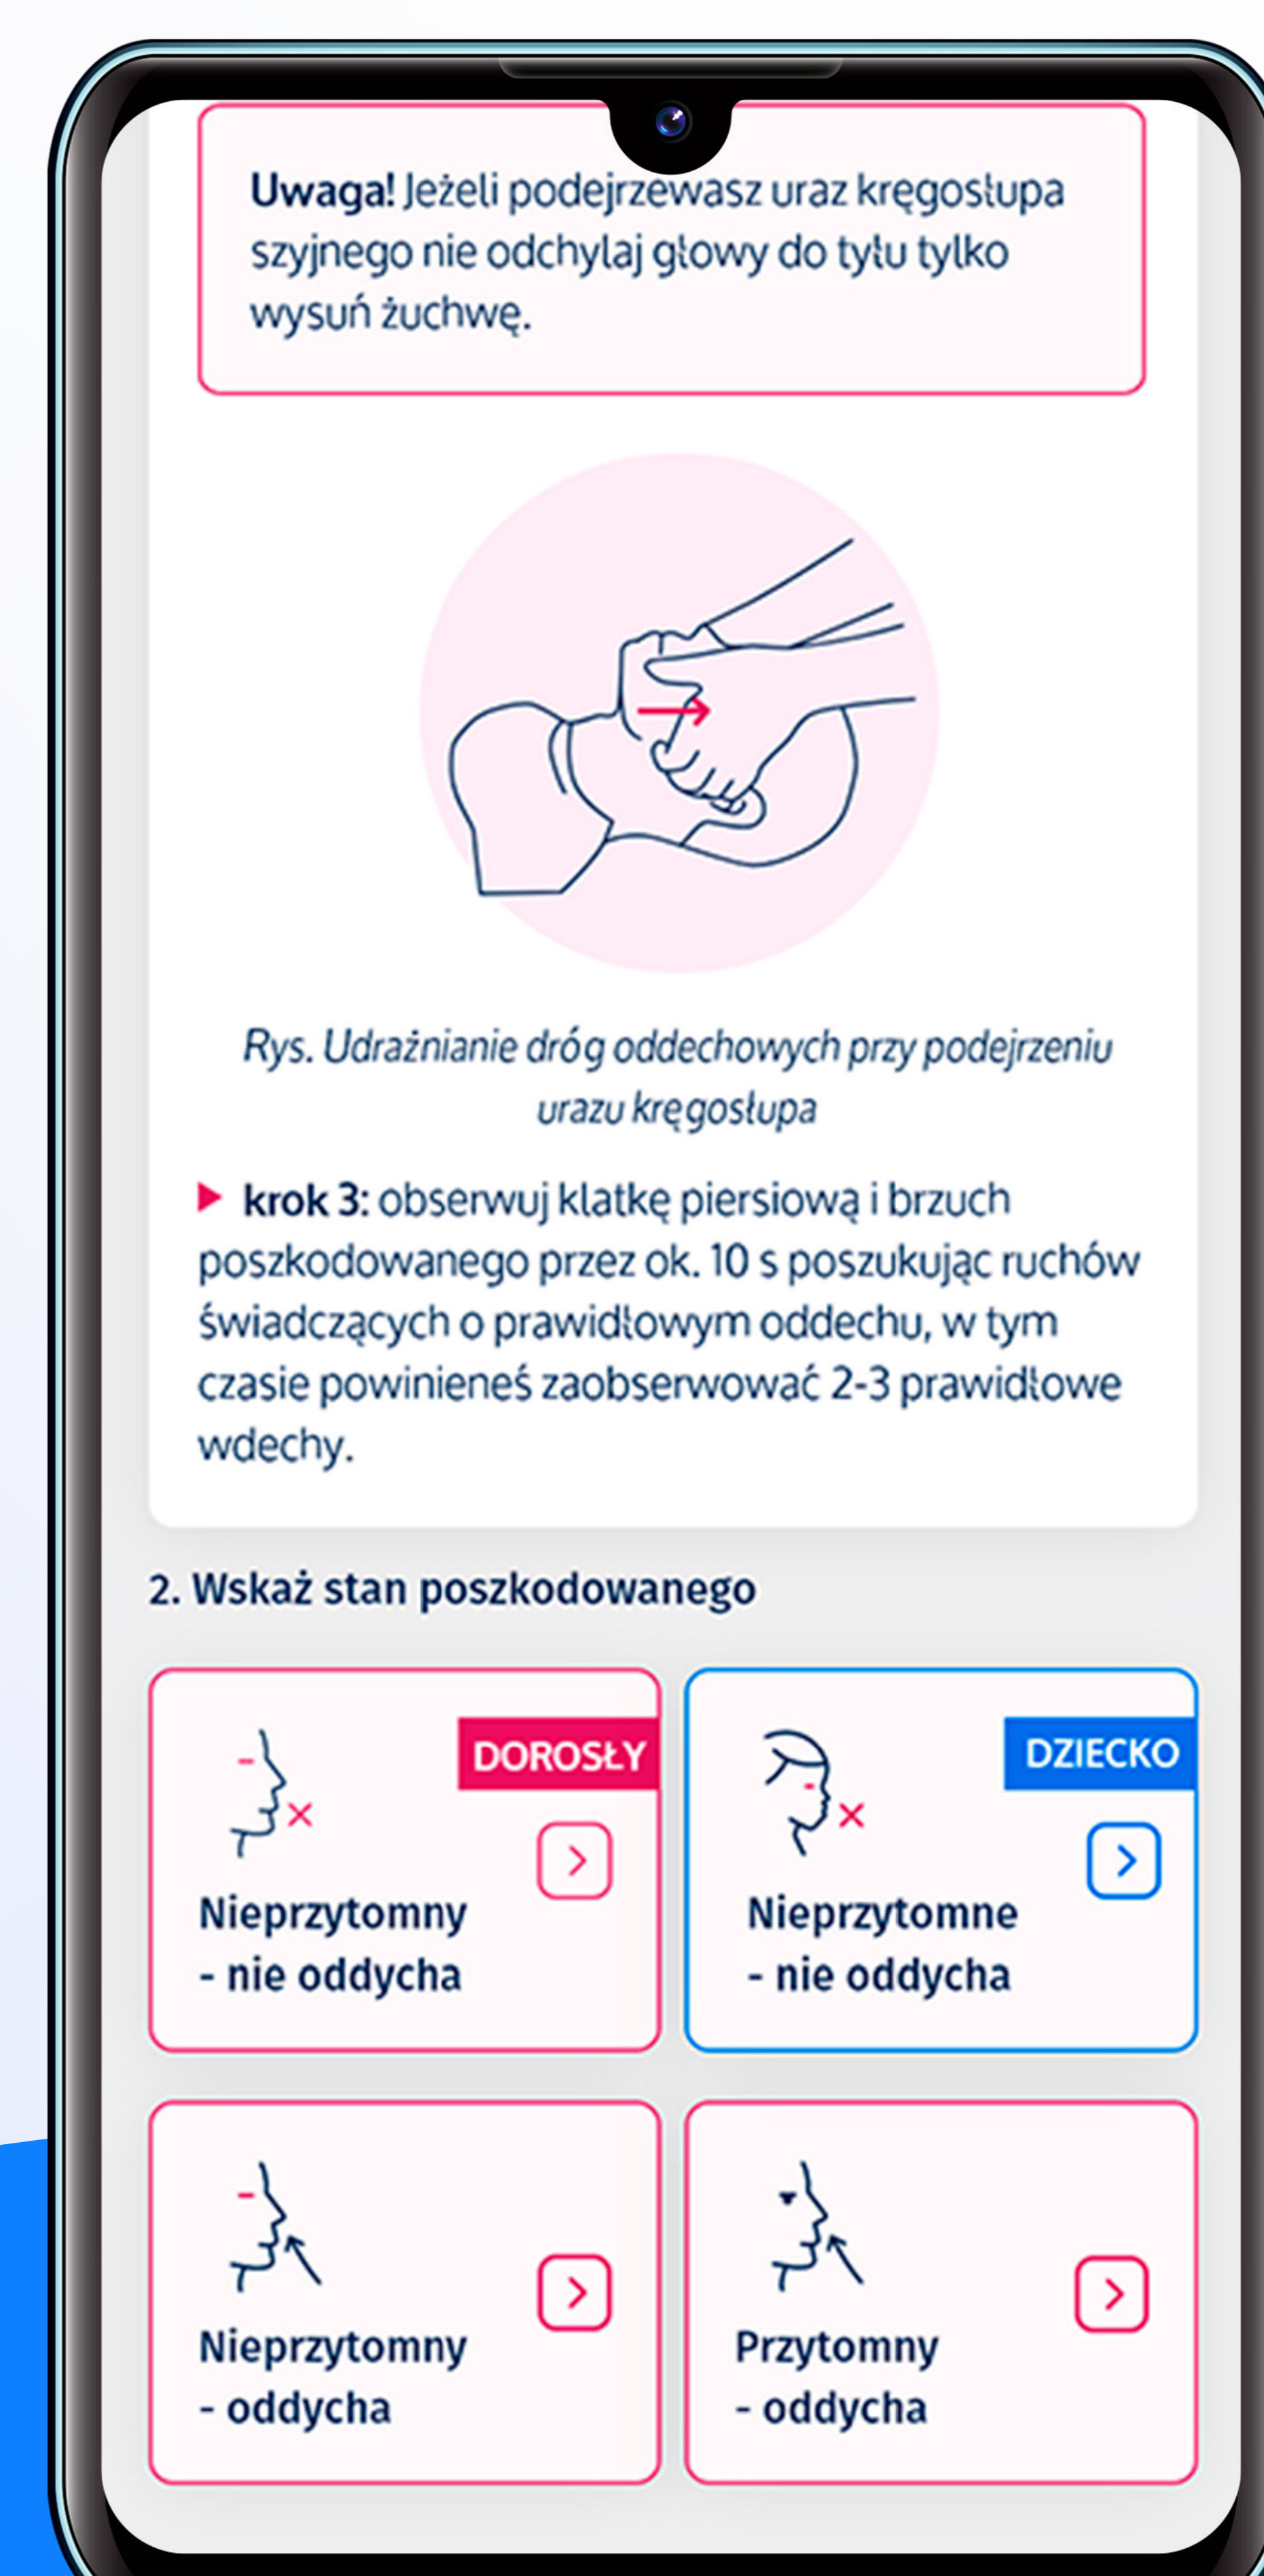 Uwaga! Jeżeli podejrzewasz uraz kręgosłupa
szyjnego nie odchylaj głowy do tyłu tylko
wysuń żuchwę.
Rys. Udrażnianie dróg oddechowych przy podejrzeniu
urazu kręgosłupa
krok 3: obserwuj klatkę piersiową i brzuch
poszkodowanego przez ok. 10 s poszukując ruchów
świadczących o prawidłowym oddechu, w tym
czasie powinieneś zaobserwować 2-3 prawidłowe
wdechy.
2. Wskaż stan poszkodowanego
DOROSŁY
Nieprzytomny
- nie oddycha
DZIECKO
Nieprzytomne
- nie oddycha
Nieprzytomny
- oddycha
Przytomny
- oddycha